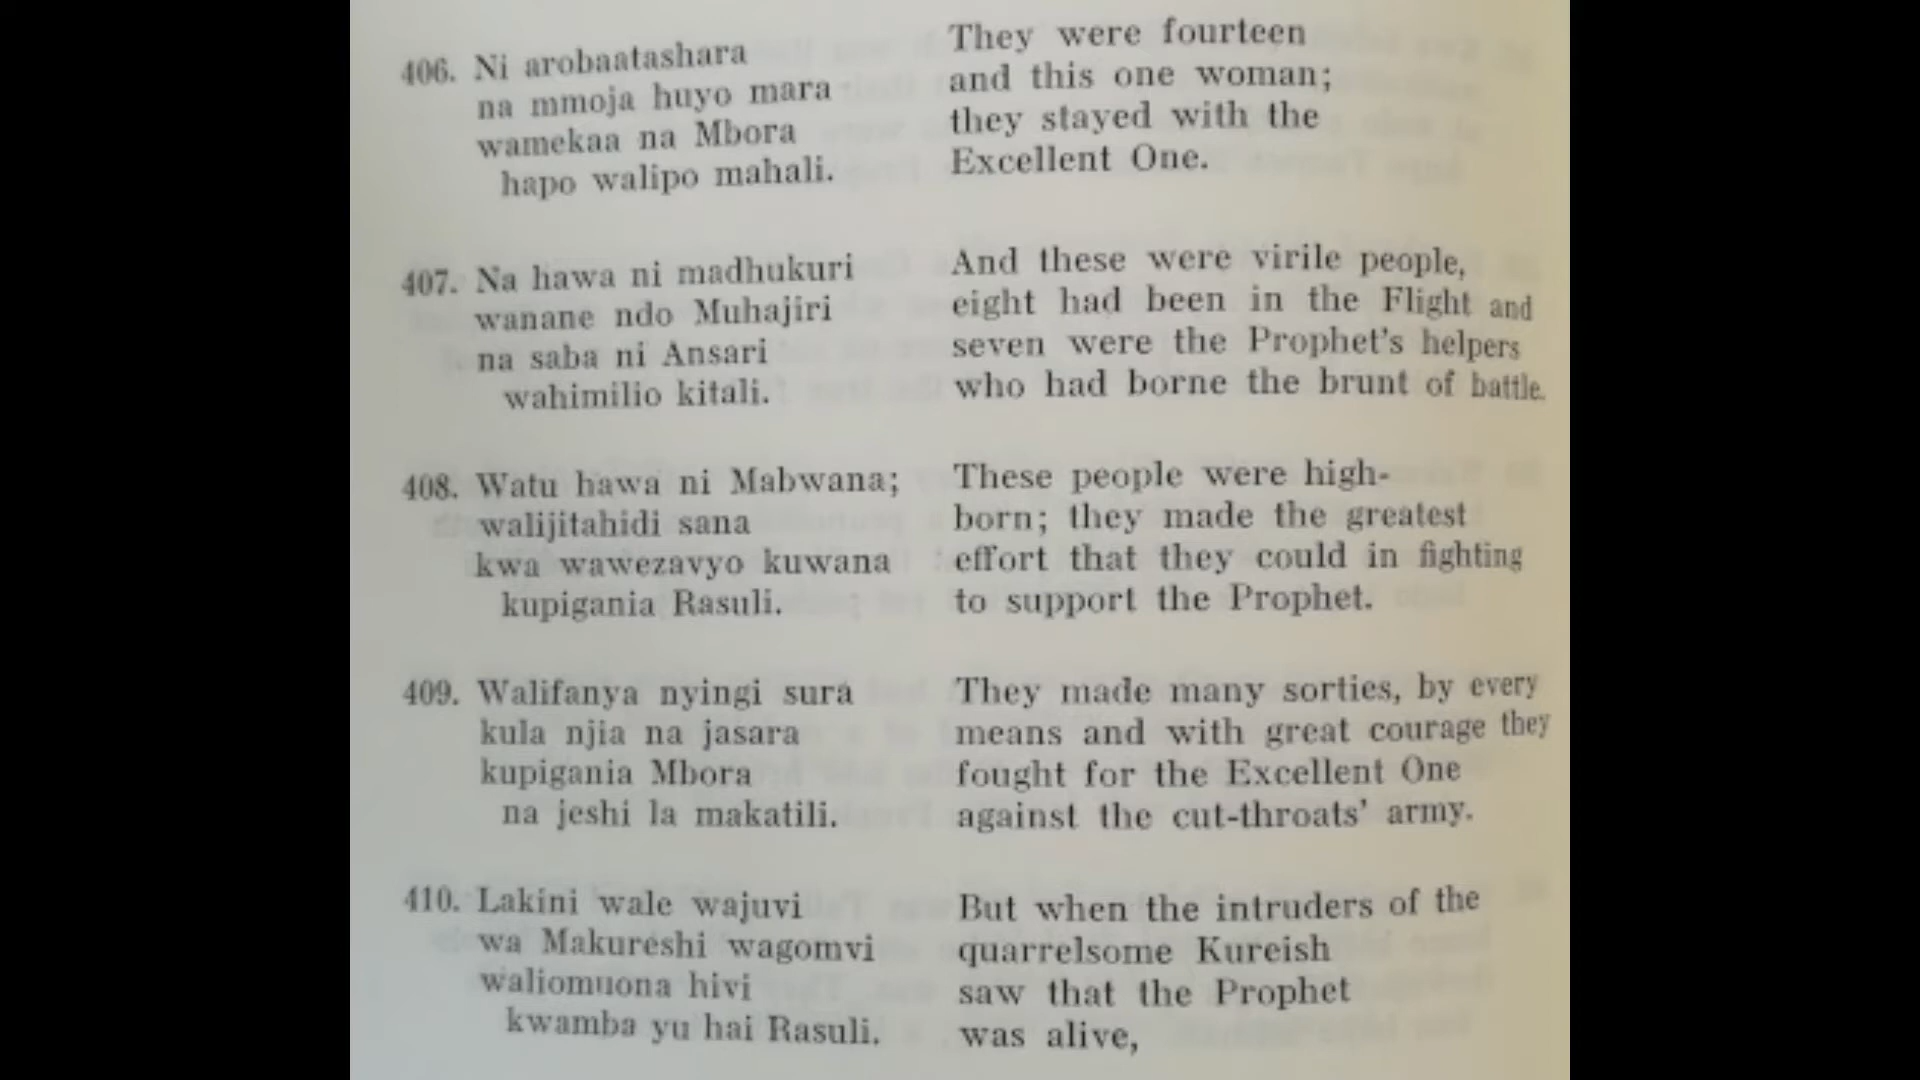 406. Ni arobaatashara
na mmoja huyo mara
wamekaa na Mbora
hapo walipo mahali.
They were fourteen
and this one woman;
they stayed with the
Excellent One.
407. Na hawa ni madhukuri
wanane ndo Muhajiri
na saba ni Ansari
wahimilio kitali.
And these were virile people,
eight had been in the Flight and
seven were the Prophet's helpers
who had borne the brunt of battle.
408. Watu hawa ni Mabwana;
walijitahidi sana
kwa wawezavyo kuwana
kupigania Rasuli.
These people were high-
born; they made the greatest
effort that they could in fighting
to support the Prophet.
409. Walifanya nyingi sura
kula njia na jasara
kupigania Mbora
na jeshi la makatili.
They made many sorties, by every
means and with great courage they
fought for the Excellent One
against the cut-throats' army.
410. Lakini wale wajuvi
wa Makureshi wagomvi
waliomuona hivi
kwamba yu hai Rasuli.
But when the intruders of the
quarrelsome Kureish
saw that the Prophet
was alive,